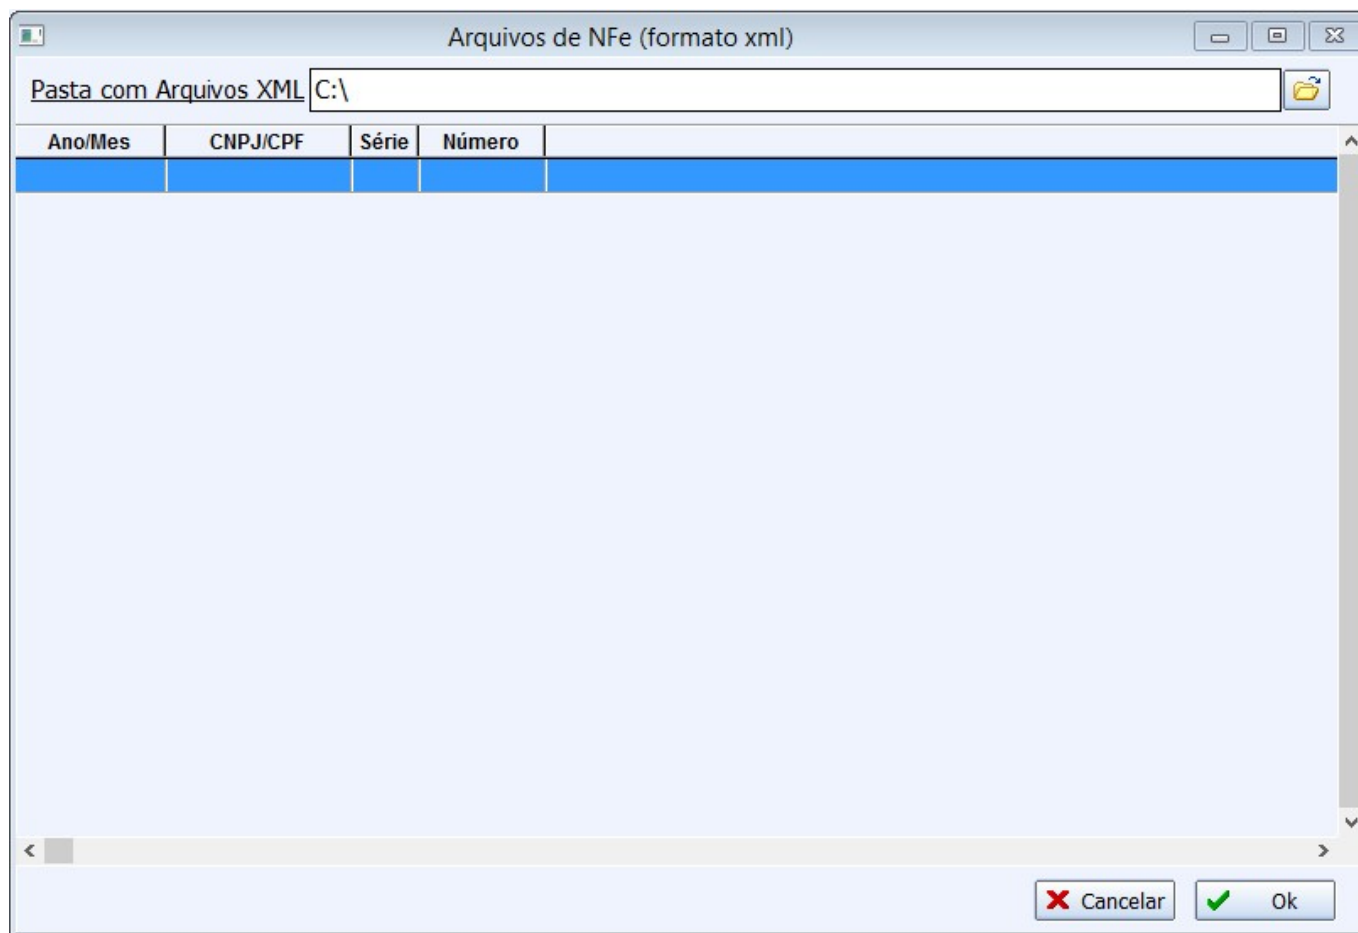 Arquivos de NFe (formato xml)
Pasta com Arquivos XML C:\
Ano/Mes CNPJ/CPF Série Número
Cancelar Ok